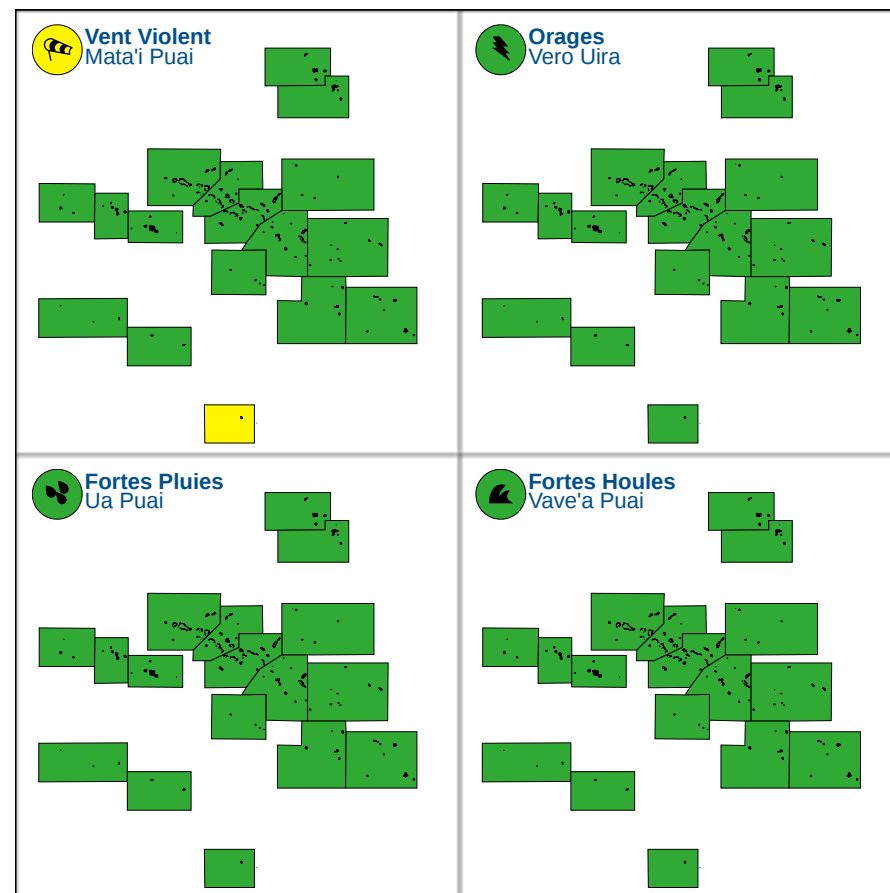 Vent Violent
Mata'i Puai
Orages
Vero Uira
Fortes Pluies
Ua Puai
Fortes Houles
Vave'a Puai